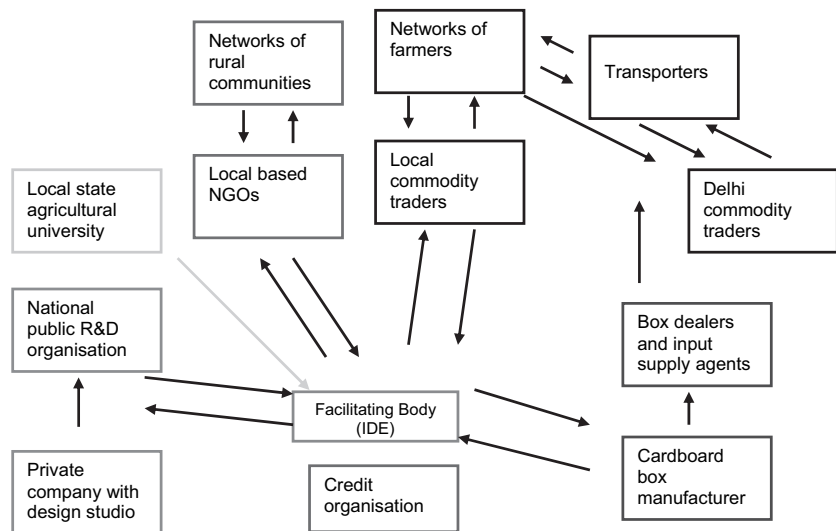 Networks of
rural
communities
Networks of
farmers
Transporters
Local state
agricultural
university
Local based
NGOs
Local
commodity
traders
Delhi
commodity
traders
National
public R&D
organisation
Box dealers
and input
supply agents
Facilitating Body
(IDE)
Private
company with
design studio
Credit
organisation
Cardboard
box
manufacturer